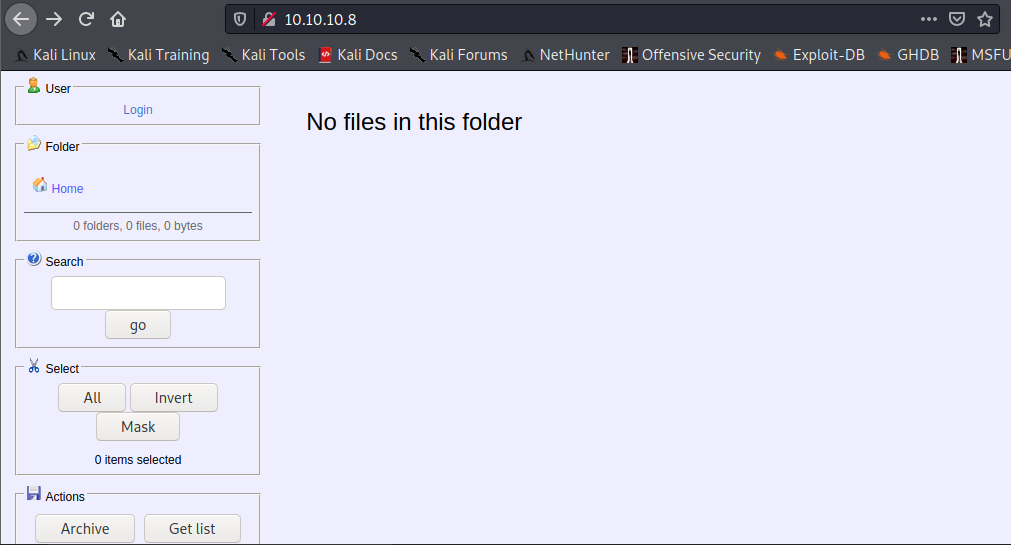 10.10.10.8
Kali Linux Kali Training Kali Tools Kali Docs Kali Forums NetHunter Offensive Security Exploit-DB GHDB MSFU
User
Login
Folder
Home
0 folders, 0 files, 0 bytes
Search
go
Select
All Invert
Mask
0 items selected
Actions
Archive Get list
No files in this folder